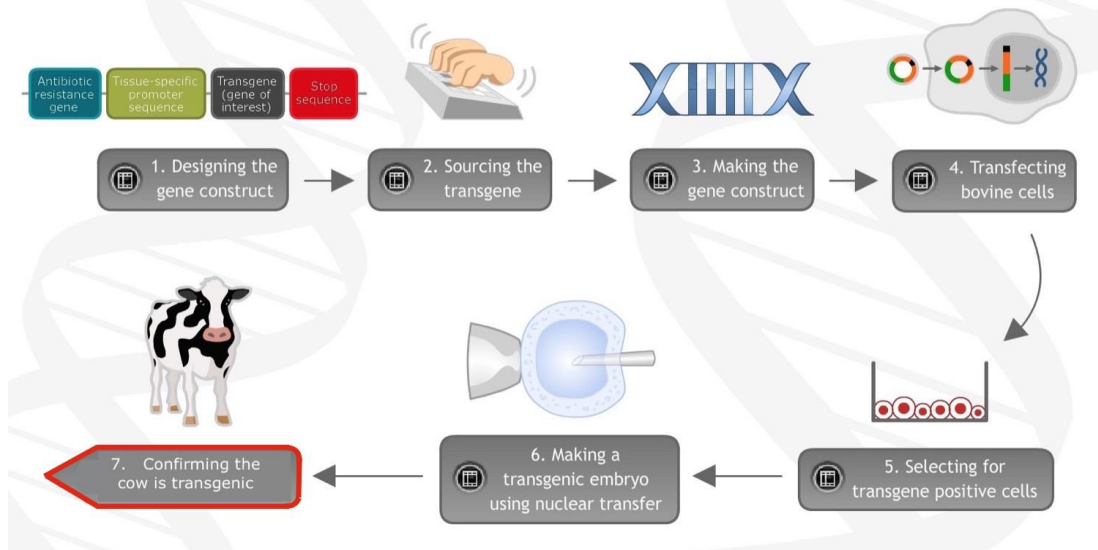 Antibiotic
resistance
gene
Tissue-specific
promoter
sequence
Transgene
(gene of
interest)
Stop
sequence
1. Designing the
gene construct
2. Sourcing the
transgene
3. Making the
gene construct
4. Transfecting
bovine cells
5. Selecting for
transgene positive cells
6. Making a
transgenic embryo
using nuclear transfer
7. Confirming the
cow is transgenic